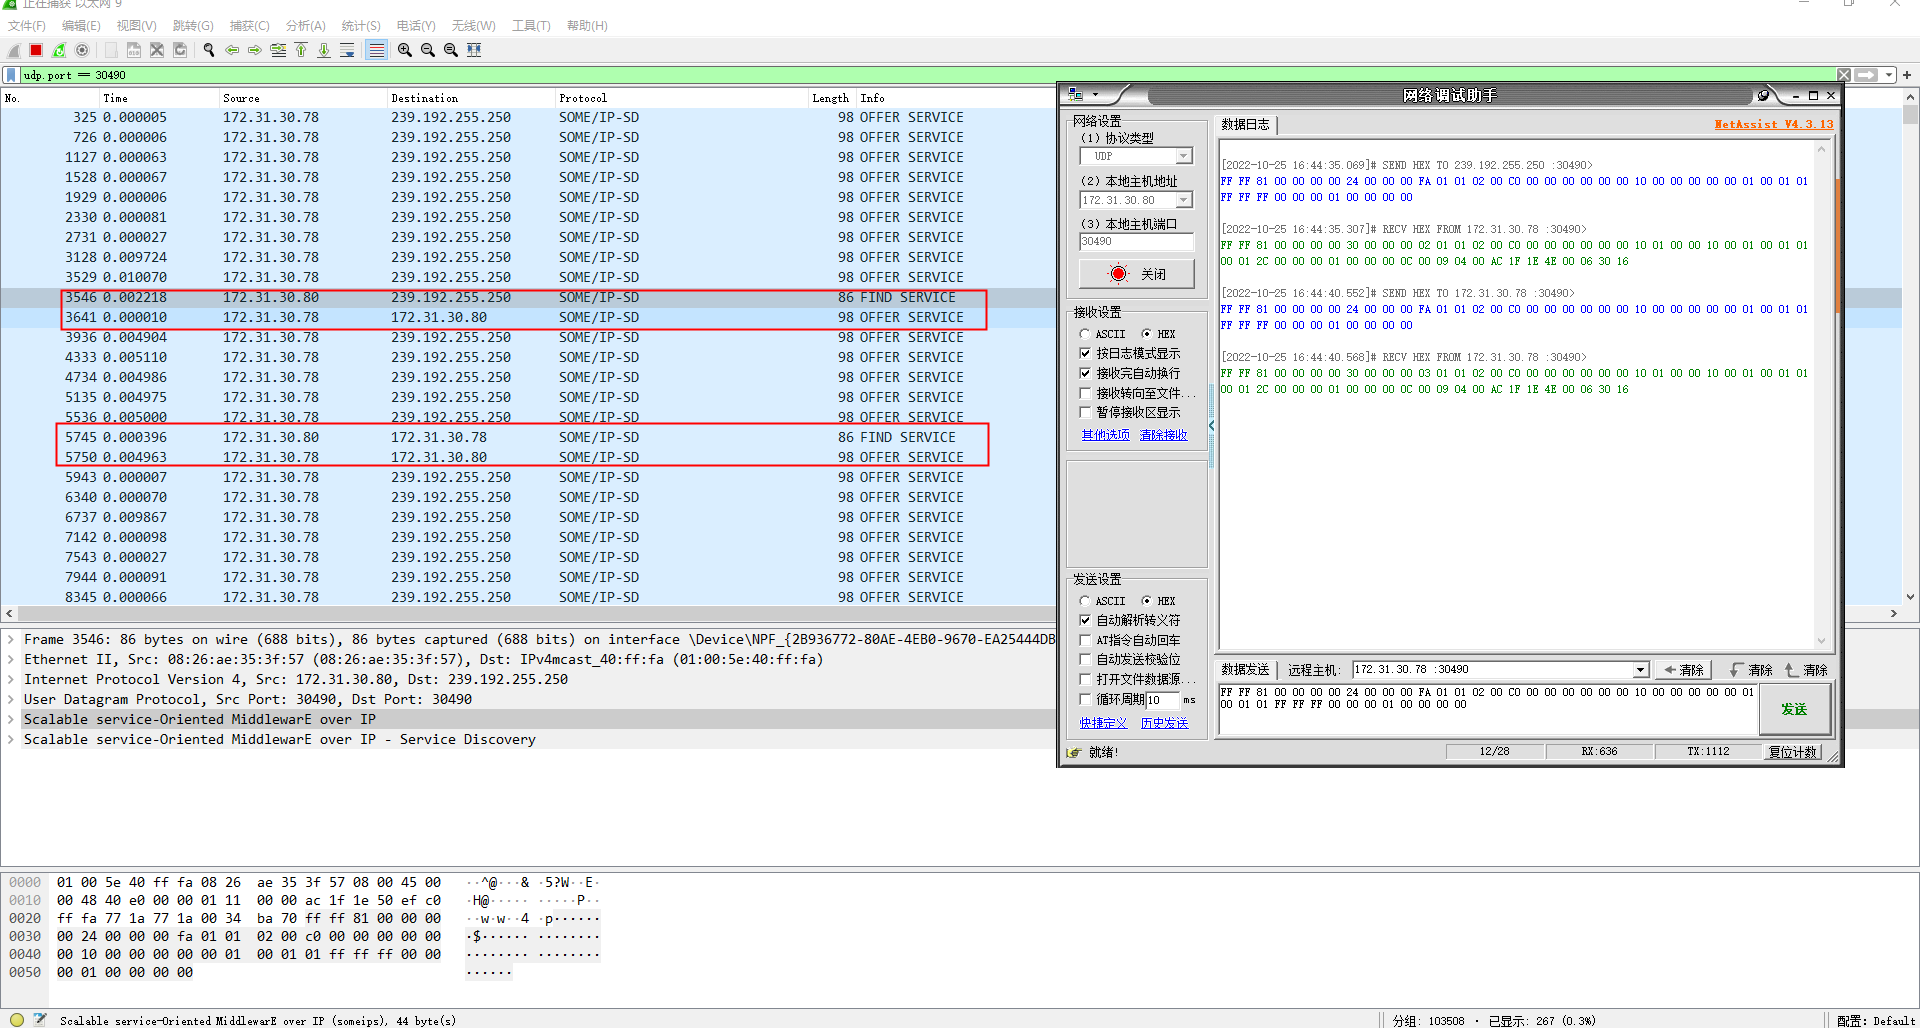 正在捕获 以太网 9
文件(F) 编辑(E) 视图(V) 跳转(G) 捕获(C) 分析(A) 统计(S) 电话(Y) 无线(W) 工具(T) 帮助(H)
udp.port == 30490
No. Time Source Destination Protocol Length Info
325 0.000005 172.31.30.78 239.192.255.250 SOME/IP-SD 98 OFFER SERVICE
726 0.000006 172.31.30.78 239.192.255.250 SOME/IP-SD 98 OFFER SERVICE
1127 0.000063 172.31.30.78 239.192.255.250 SOME/IP-SD 98 OFFER SERVICE
1528 0.000067 172.31.30.78 239.192.255.250 SOME/IP-SD 98 OFFER SERVICE
1929 0.000006 172.31.30.78 239.192.255.250 SOME/IP-SD 98 OFFER SERVICE
2330 0.000081 172.31.30.78 239.192.255.250 SOME/IP-SD 98 OFFER SERVICE
2731 0.000027 172.31.30.78 239.192.255.250 SOME/IP-SD 98 OFFER SERVICE
3128 0.009724 172.31.30.78 239.192.255.250 SOME/IP-SD 98 OFFER SERVICE
3529 0.010070 172.31.30.78 239.192.255.250 SOME/IP-SD 98 OFFER SERVICE
3546 0.002218 172.31.30.80 239.192.255.250 SOME/IP-SD 86 FIND SERVICE
3641 0.000010 172.31.30.78 172.31.30.80 SOME/IP-SD 98 OFFER SERVICE
3936 0.004904 172.31.30.78 239.192.255.250 SOME/IP-SD 98 OFFER SERVICE
4333 0.005110 172.31.30.78 239.192.255.250 SOME/IP-SD 98 OFFER SERVICE
4734 0.004986 172.31.30.78 239.192.255.250 SOME/IP-SD 98 OFFER SERVICE
5135 0.004975 172.31.30.78 239.192.255.250 SOME/IP-SD 98 OFFER SERVICE
5536 0.005000 172.31.30.78 239.192.255.250 SOME/IP-SD 98 OFFER SERVICE
5745 0.000396 172.31.30.80 172.31.30.78 SOME/IP-SD 86 FIND SERVICE
5750 0.004963 172.31.30.78 172.31.30.80 SOME/IP-SD 98 OFFER SERVICE
5943 0.000007 172.31.30.78 239.192.255.250 SOME/IP-SD 98 OFFER SERVICE
6340 0.000070 172.31.30.78 239.192.255.250 SOME/IP-SD 98 OFFER SERVICE
6737 0.009867 172.31.30.78 239.192.255.250 SOME/IP-SD 98 OFFER SERVICE
7142 0.000098 172.31.30.78 239.192.255.250 SOME/IP-SD 98 OFFER SERVICE
7543 0.000027 172.31.30.78 239.192.255.250 SOME/IP-SD 98 OFFER SERVICE
7944 0.000091 172.31.30.78 239.192.255.250 SOME/IP-SD 98 OFFER SERVICE
8345 0.000066 172.31.30.78 239.192.255.250 SOME/IP-SD 98 OFFER SERVICE
Frame 3546: 86 bytes on wire (688 bits), 86 bytes captured (688 bits) on interface \Device\NPF_{2B936772-80AE-4EB0-9670-EA25444DB
Ethernet II, Src: 08:26:ae:35:3f:57 (08:26:ae:35:3f:57), Dst: IPv4mcast_40:ff:fa (01:00:5e:40:ff:fa)
Internet Protocol Version 4, Src: 172.31.30.80, Dst: 239.192.255.250
User Datagram Protocol, Src Port: 30490, Dst Port: 30490
Scalable service-Oriented MiddlewarE over IP
Scalable service-Oriented MiddlewarE over IP - Service Discovery
0000 01 00 5e 40 ff fa 08 26 ae 35 3f 57 08 00 45 00 ··^@···& ·5?W··E·
0010 00 48 40 e0 00 00 01 11 00 00 ac 1f 1e 50 ef c0 ·H@····· ·····P··
0020 ff fa 77 1a 77 1a 00 34 ba 70 ff ff 81 00 00 00 ··w·w··4 ·p······
0030 00 24 00 00 00 fa 01 01 02 00 c0 00 00 00 00 00 ·$······ ········
0040 00 10 00 00 00 00 00 01 00 01 01 ff ff ff 00 00 ········ ········
0050 00 01 00 00 00 00 ······
Scalable service-Oriented MiddlewarE over IP (someips), 44 byte(s)
分组: 103508 · 已显示: 267 (0.3%)
配置: Default
网络调试助手
网络设置
(1) 协议类型
UDP
(2) 本地主机地址
172.31.30.80
(3) 本地主机端口
30490
关闭
接收设置
ASCII HEX
按日志模式显示
接收完自动换行
接收转向至文件...
暂停接收区显示
其他选项 清除接收
发送设置
ASCII HEX
自动解析转义符
AT指令自动回车
自动发送校验位
打开文件数据源...
循环周期 10 ms
快捷定义 历史发送
就绪!
数据日志
NetAssist V4.3.13
[2022-10-25 16:44:35.069]# SEND HEX TO 239.192.255.250 :30490>
FF FF 81 00 00 00 00 24 00 00 00 FA 01 01 02 00 C0 00 00 00 00 00 00 10 00 00 00 00 00 01 00 01 01
FF FF FF 00 00 00 01 00 00 00 00
[2022-10-25 16:44:35.307]# RECV HEX FROM 172.31.30.78 :30490>
FF FF 81 00 00 00 00 30 00 00 00 02 01 01 02 00 C0 00 00 00 00 00 00 10 01 00 00 10 00 01 00 01 01
00 01 2C 00 00 00 01 00 00 00 0C 00 09 04 00 AC 1F 1E 4E 00 06 30 16
[2022-10-25 16:44:40.552]# SEND HEX TO 172.31.30.78 :30490>
FF FF 81 00 00 00 00 24 00 00 00 FA 01 01 02 00 C0 00 00 00 00 00 00 10 00 00 00 00 00 01 00 01 01
FF FF FF 00 00 00 01 00 00 00 00
[2022-10-25 16:44:40.568]# RECV HEX FROM 172.31.30.78 :30490>
FF FF 81 00 00 00 00 30 00 00 00 03 01 01 02 00 C0 00 00 00 00 00 00 10 01 00 00 10 00 01 00 01 01
00 01 2C 00 00 00 01 00 00 00 0C 00 09 04 00 AC 1F 1E 4E 00 06 30 16
数据发送 远程主机: 172.31.30.78 :30490 清除 清除 清除
FF FF 81 00 00 00 00 24 00 00 00 FA 01 01 02 00 C0 00 00 00 00 00 00 10 00 00 00 00 00 01
00 01 01 FF FF FF 00 00 00 01 00 00 00 00
发送
12/28 RX:636 TX:1112 复位计数